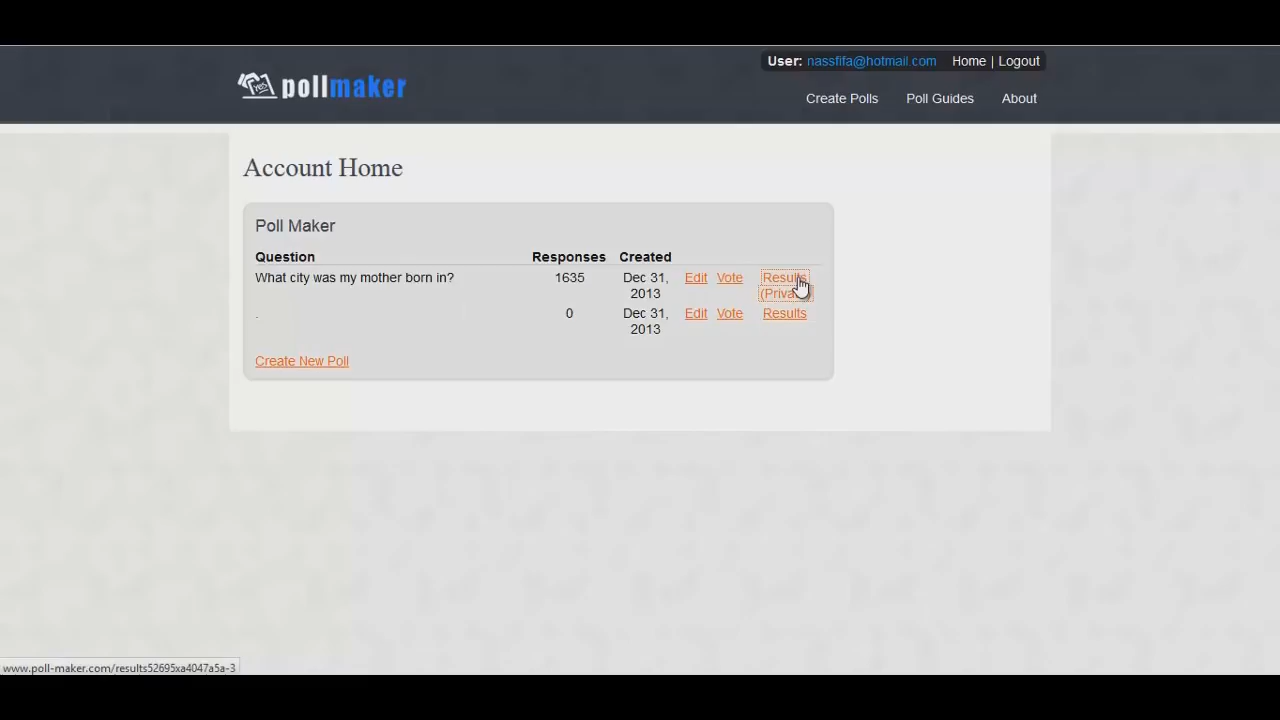 User: nassfifa@hotmail.com Home | Logout
Yes pollmaker
Create Polls Poll Guides About
Account Home
Poll Maker
Question Responses Created
What city was my mother born in? 1635 Dec 31, Edit Vote Results
2013
. 0 Dec 31, Edit Vote Results
2013
Create New Poll
www.poll-maker.com/results52695xa4047a5a-3